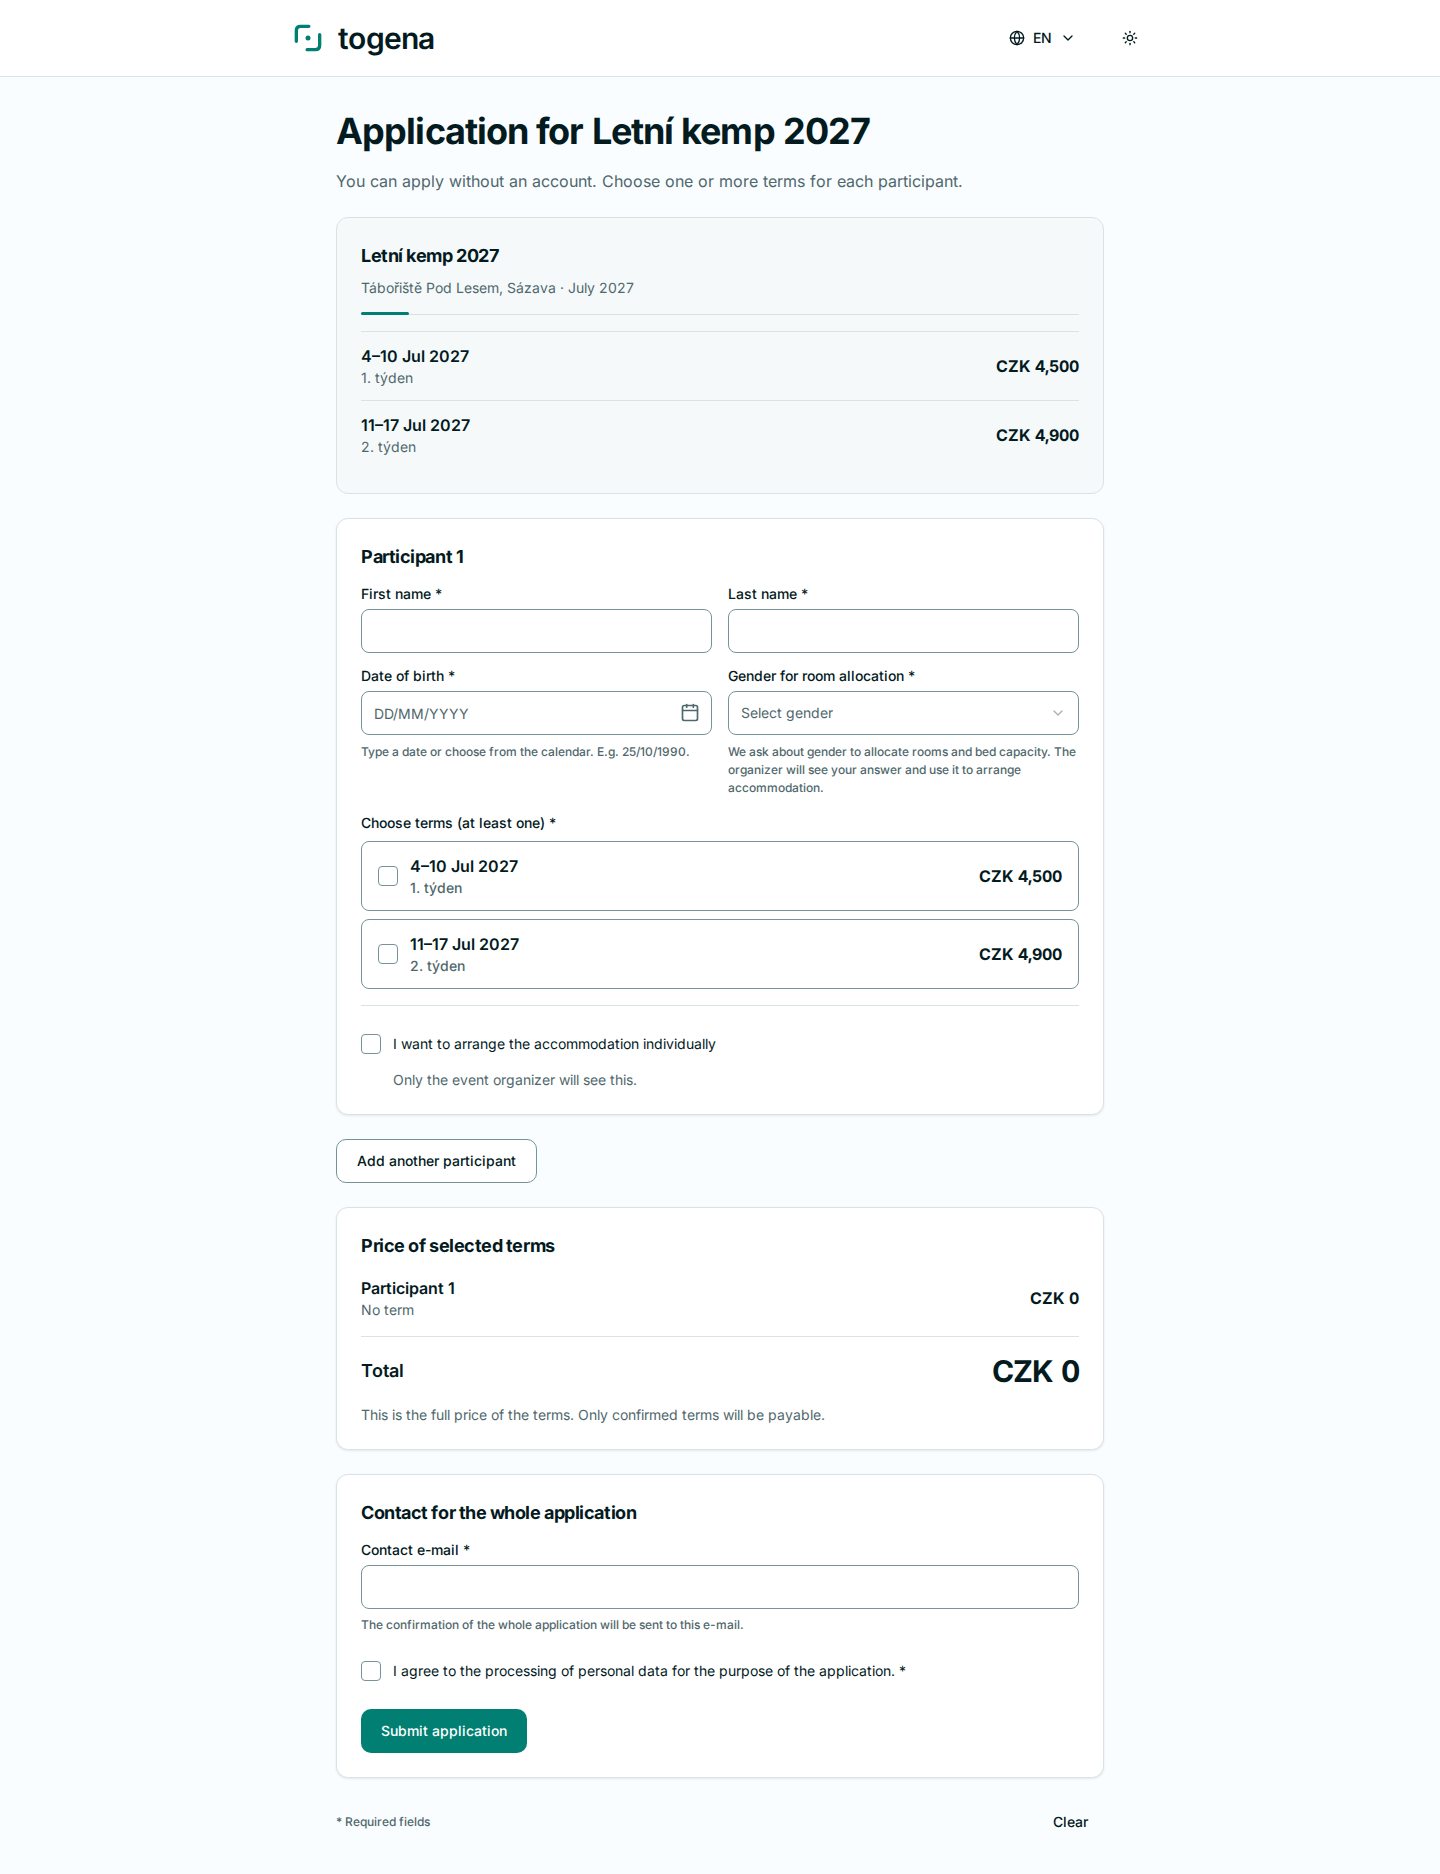 togena
EN
Application for Letní kemp 2027
You can apply without an account. Choose one or more terms for each participant.
Letní kemp 2027
Tábořiště Pod Lesem, Sázava · July 2027
4–10 Jul 2027
1. týden
CZK 4,500
11–17 Jul 2027
2. týden
CZK 4,900
Participant 1
First name *
Last name *
Date of birth *
Gender for room allocation *
DD/MM/YYYY
Select gender
Type a date or choose from the calendar. E.g. 25/10/1990.
We ask about gender to allocate rooms and bed capacity. The
organizer will see your answer and use it to arrange
accommodation.
Choose terms (at least one) *
4–10 Jul 2027
1. týden
CZK 4,500
11–17 Jul 2027
2. týden
CZK 4,900
I want to arrange the accommodation individually
Only the event organizer will see this.
Add another participant
Price of selected terms
Participant 1
No term
CZK 0
Total
CZK 0
This is the full price of the terms. Only confirmed terms will be payable.
Contact for the whole application
Contact e-mail *
The confirmation of the whole application will be sent to this e-mail.
I agree to the processing of personal data for the purpose of the application. *
Submit application
* Required fields
Clear